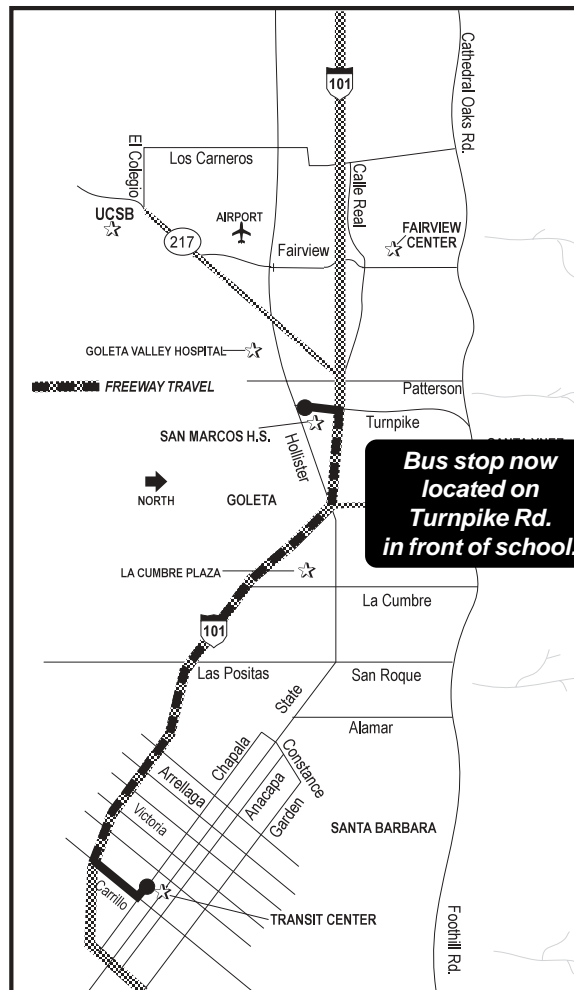 101
Cathedral Oaks Rd.
El Colegio
Los Carneros
Calle Real
UCSB
AIRPORT
FAIRVIEW
CENTER
217
Fairview
GOLETA VALLEY HOSPITAL
FREEWAY TRAVEL
Patterson
Turnpike
SAN MARCOS H.S.
Hollister
Bus stop now
located on
Turnpike Rd.
in front of school.
NORTH
GOLETA
LA CUMBRE PLAZA
La Cumbre
101
Las Positas
San Roque
State
Alamar
Chapala
Constance
Arrellaga
Anacapa
Garden
Victoria
SANTA BARBARA
Carrillo
TRANSIT CENTER
Foothill Rd.